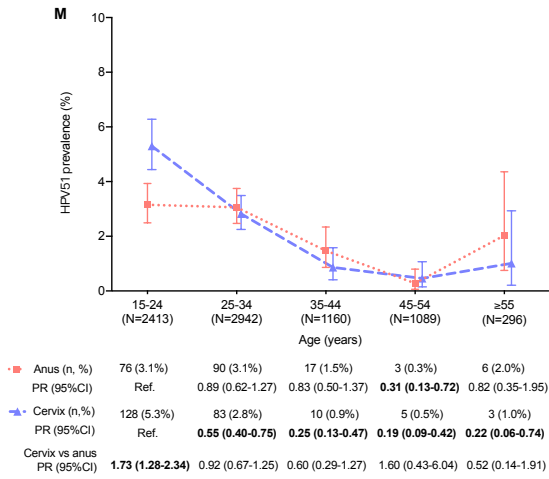 M
10
8
6
4
2
0
HPV51 prevalence (%)
15-24 25-34 35-44 45-54 ≥55
(N=2413) (N=2942) (N=1160) (N=1089) (N=296)
Age (years)
Anus (n, %) 76 (3.1%) 90 (3.1%) 17 (1.5%) 3 (0.3%) 6 (2.0%)
PR (95%CI) Ref. 0.89 (0.62-1.27) 0.83 (0.50-1.37) 0.31 (0.13-0.72) 0.82 (0.35-1.95)
Cervix (n,%) 128 (5.3%) 83 (2.8%) 10 (0.9%) 5 (0.5%) 3 (1.0%)
PR (95%CI) Ref. 0.55 (0.40-0.75) 0.25 (0.13-0.47) 0.19 (0.09-0.42) 0.22 (0.06-0.74)
Cervix vs anus
PR (95%CI) 1.73 (1.28-2.34) 0.92 (0.67-1.25) 0.60 (0.29-1.27) 1.60 (0.43-6.04) 0.52 (0.14-1.91)